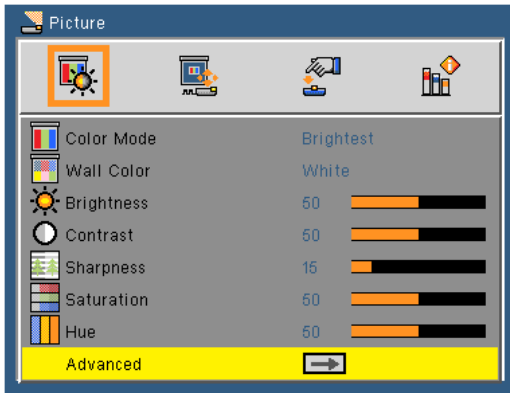 Picture
Color Mode Brightest
Wall Color White
Brightness 50
Contrast 50
Sharpness 15
Saturation 50
Hue 50
Advanced